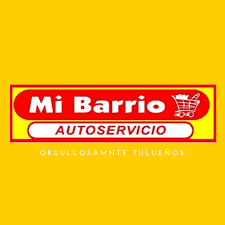 Mi Barrio
AUTOSERVICIO
ORGULLOSAMNTE TULUEÑOS